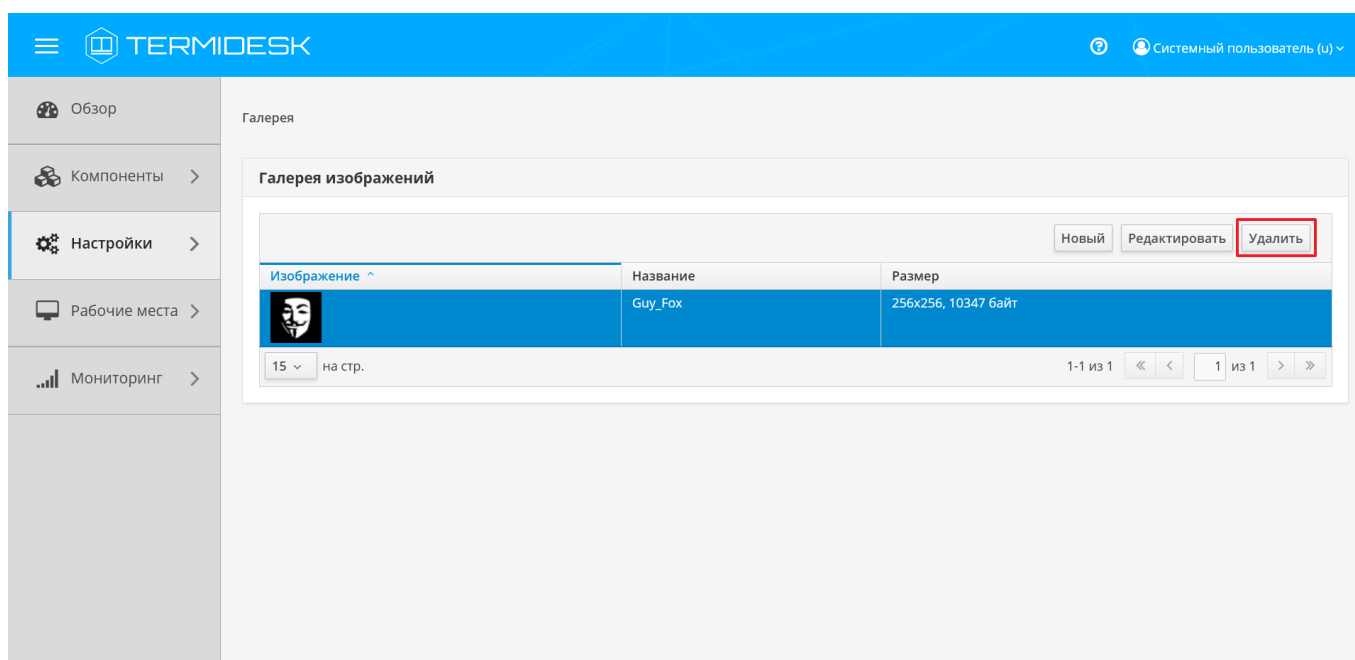 TERMIDESK
Системный пользователь (u)
Обзор
Компоненты
Настройки
Рабочие места
Мониторинг
Галерея
Галерея изображений
Новый Редактировать Удалить
Изображение Название Размер
Guy_Fox 256x256, 10347 байт
15 на стр. 1-1 из 1 1 из 1